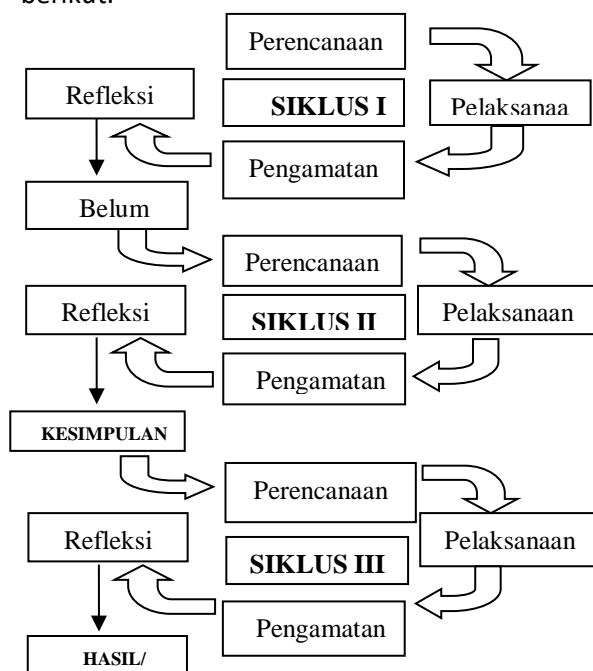 berikut:
Perencanaan
Refleksi
SIKLUS I
Pelaksanaa
Pengamatan
Belum
Perencanaan
Refleksi
SIKLUS II
Pelaksanaan
Pengamatan
KESIMPULAN
Perencanaan
Refleksi
SIKLUS III
Pelaksanaan
Pengamatan
HASIL/